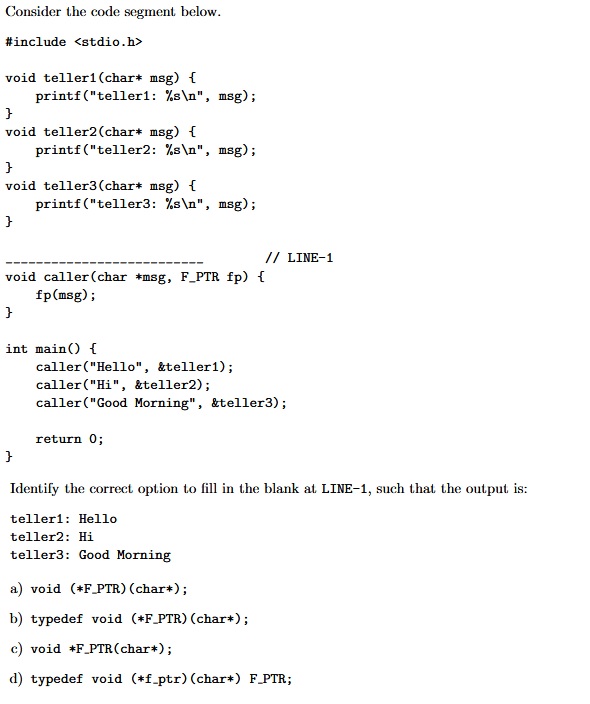 Consider the code segment below.
#include <stdio.h>
void teller1(char* msg) {
    printf("teller1: %s\n", msg);
}
void teller2(char* msg) {
    printf("teller2: %s\n", msg);
}
void teller3(char* msg) {
    printf("teller3: %s\n", msg);
}
__________________________ // LINE-1
void caller(char *msg, F_PTR fp) {
    fp(msg);
}
int main() {
    caller("Hello", &teller1);
    caller("Hi", &teller2);
    caller("Good Morning", &teller3);
    return 0;
}
Identify the correct option to fill in the blank at LINE-1, such that the output is:
teller1: Hello
teller2: Hi
teller3: Good Morning
a) void (*F_PTR)(char*);
b) typedef void (*F_PTR)(char*);
c) void *F_PTR(char*);
d) typedef void (*f_ptr)(char*) F_PTR;